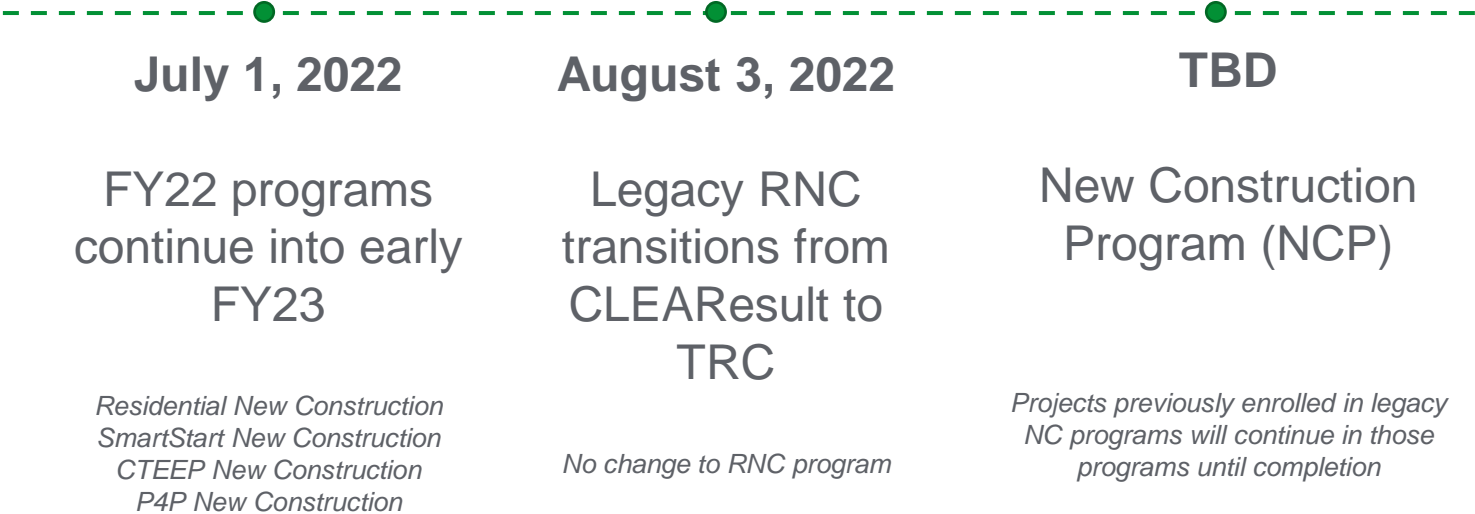 July 1, 2022
FY22 programs
continue into early
FY23
Residential New Construction
SmartStart New Construction
CTEEP New Construction
P4P New Construction
August 3, 2022
Legacy RNC
transitions from
CLEAResult to
TRC
No change to RNC program
TBD
New Construction
Program (NCP)
Projects previously enrolled in legacy
NC programs will continue in those
programs until completion